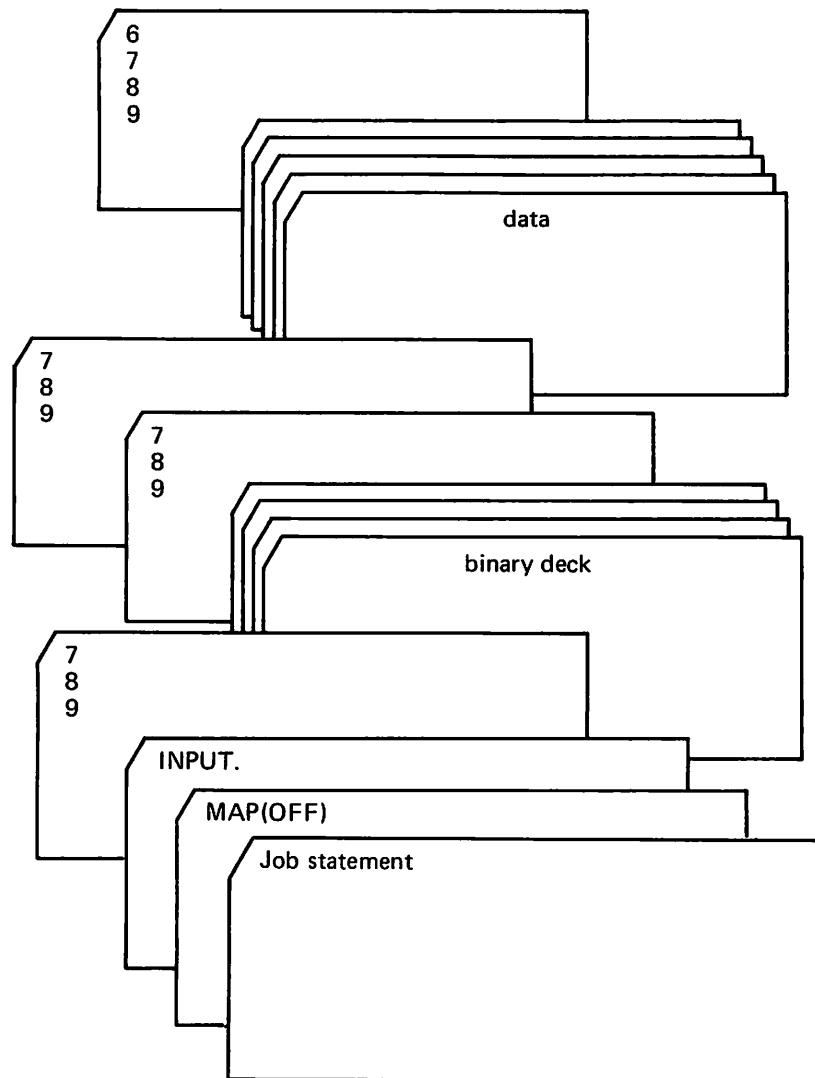 6
7
8
9
data
7
8
9
7
8
9
binary deck
7
8
9
INPUT.
MAP(OFF)
Job statement